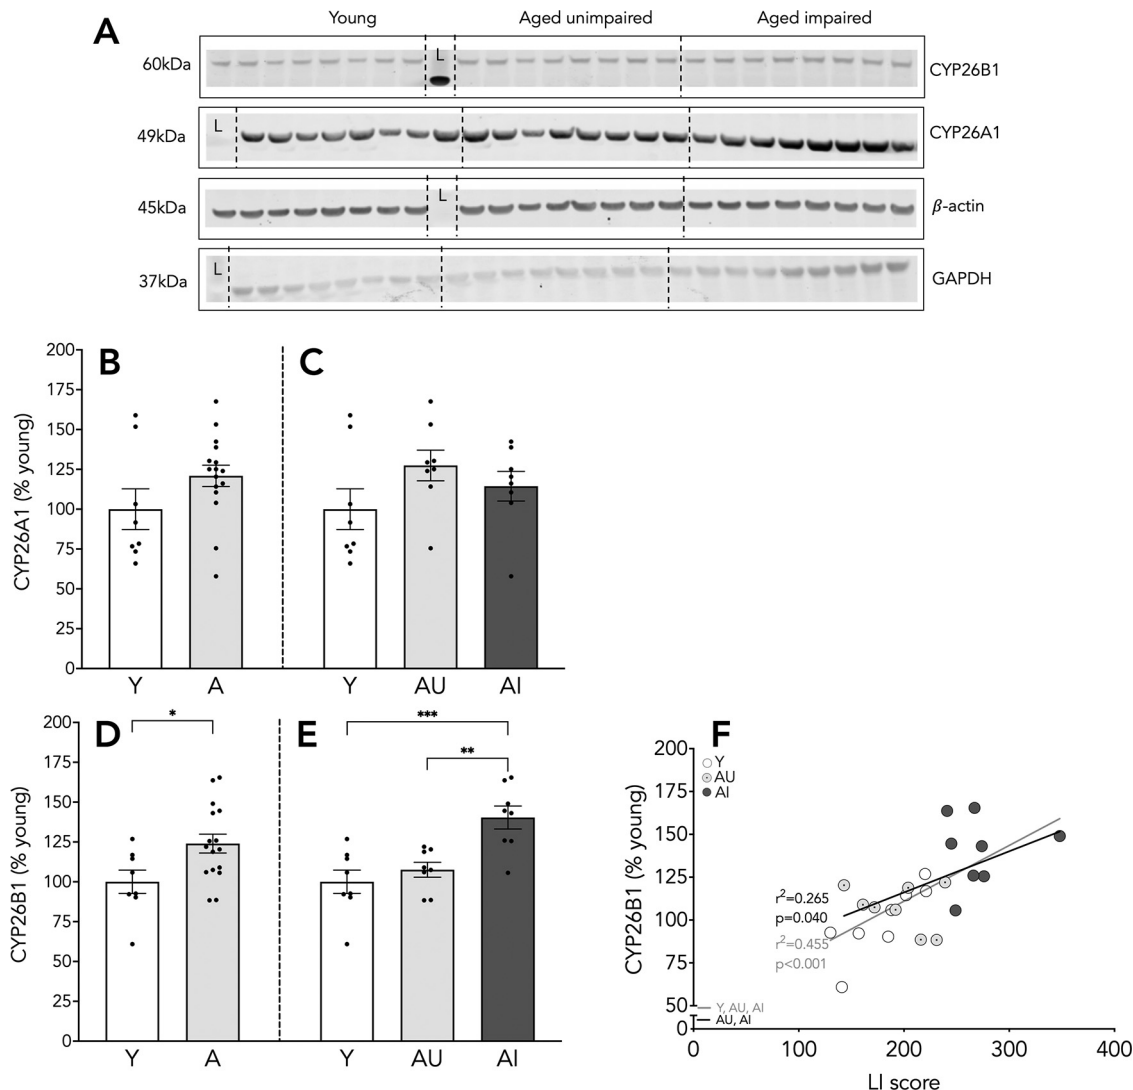 A
Young Aged unimpaired Aged impaired
60kDa L CYP26B1
49kDa L CYP26A1
45kDa L β-actin
37kDa L GAPDH
B C
CYP26A1 (% young)
200
175
150
125
100
75
50
25
0
Y A Y AU AI
D E
CYP26B1 (% young)
200
175
150
125
100
75
50
25
0
*
***
**
Y A Y AU AI
F
CYP26B1 (% young)
200
175
150
125
100
75
50
0
Y
AU
AI
r²=0.265
p=0.040
r²=0.455
p<0.001
Y, AU, AI
AU, AI
0 100 200 300 400
LI score